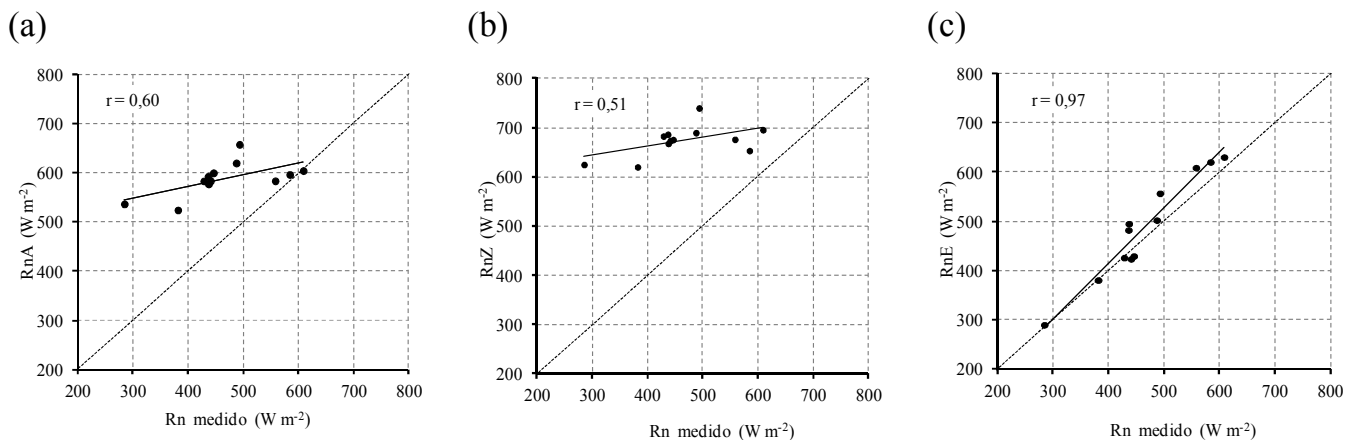 (a)
r = 0,60
800
700
600
500
400
300
200
RnA (W m-2)
200 300 400 500 600 700 800
Rn medido (W m-2)
(b)
r = 0,51
800
700
600
500
400
300
200
RnZ (W m-2)
200 300 400 500 600 700 800
Rn medido (W m-2)
(c)
r = 0,97
800
700
600
500
400
300
200
RnE (W m-2)
200 300 400 500 600 700 800
Rn medido (W m-2)